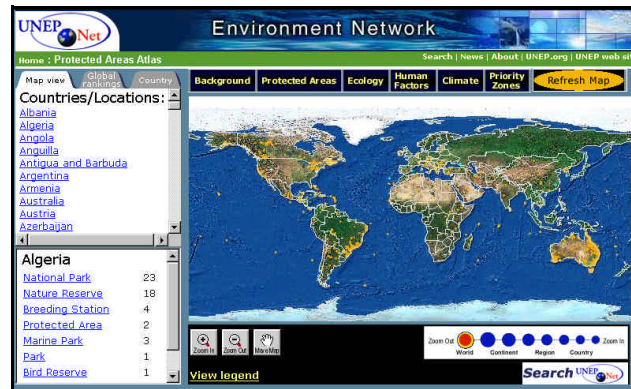 UNEP
Net
Environment Network
Home : Protected Areas Atlas
Search | News | About | UNEP.org | UNEP web sit
Map view
Global rankings
Country
Background
Protected Areas
Ecology
Human Factors
Climate
Priority Zones
Refresh Map
Countries/Locations:
Albania
Algeria
Angola
Anguilla
Antigua and Barbuda
Argentina
Armenia
Australia
Austria
Azerbaijan
Algeria
National Park 23
Nature Reserve 18
Breeding Station 4
Protected Area 2
Marine Park 3
Park 1
Bird Reserve 1
Zoom In
Zoom Out
Move Map
Zoom Out
Zoom In
World
Continent
Region
Country
View legend
Search UNEP Net